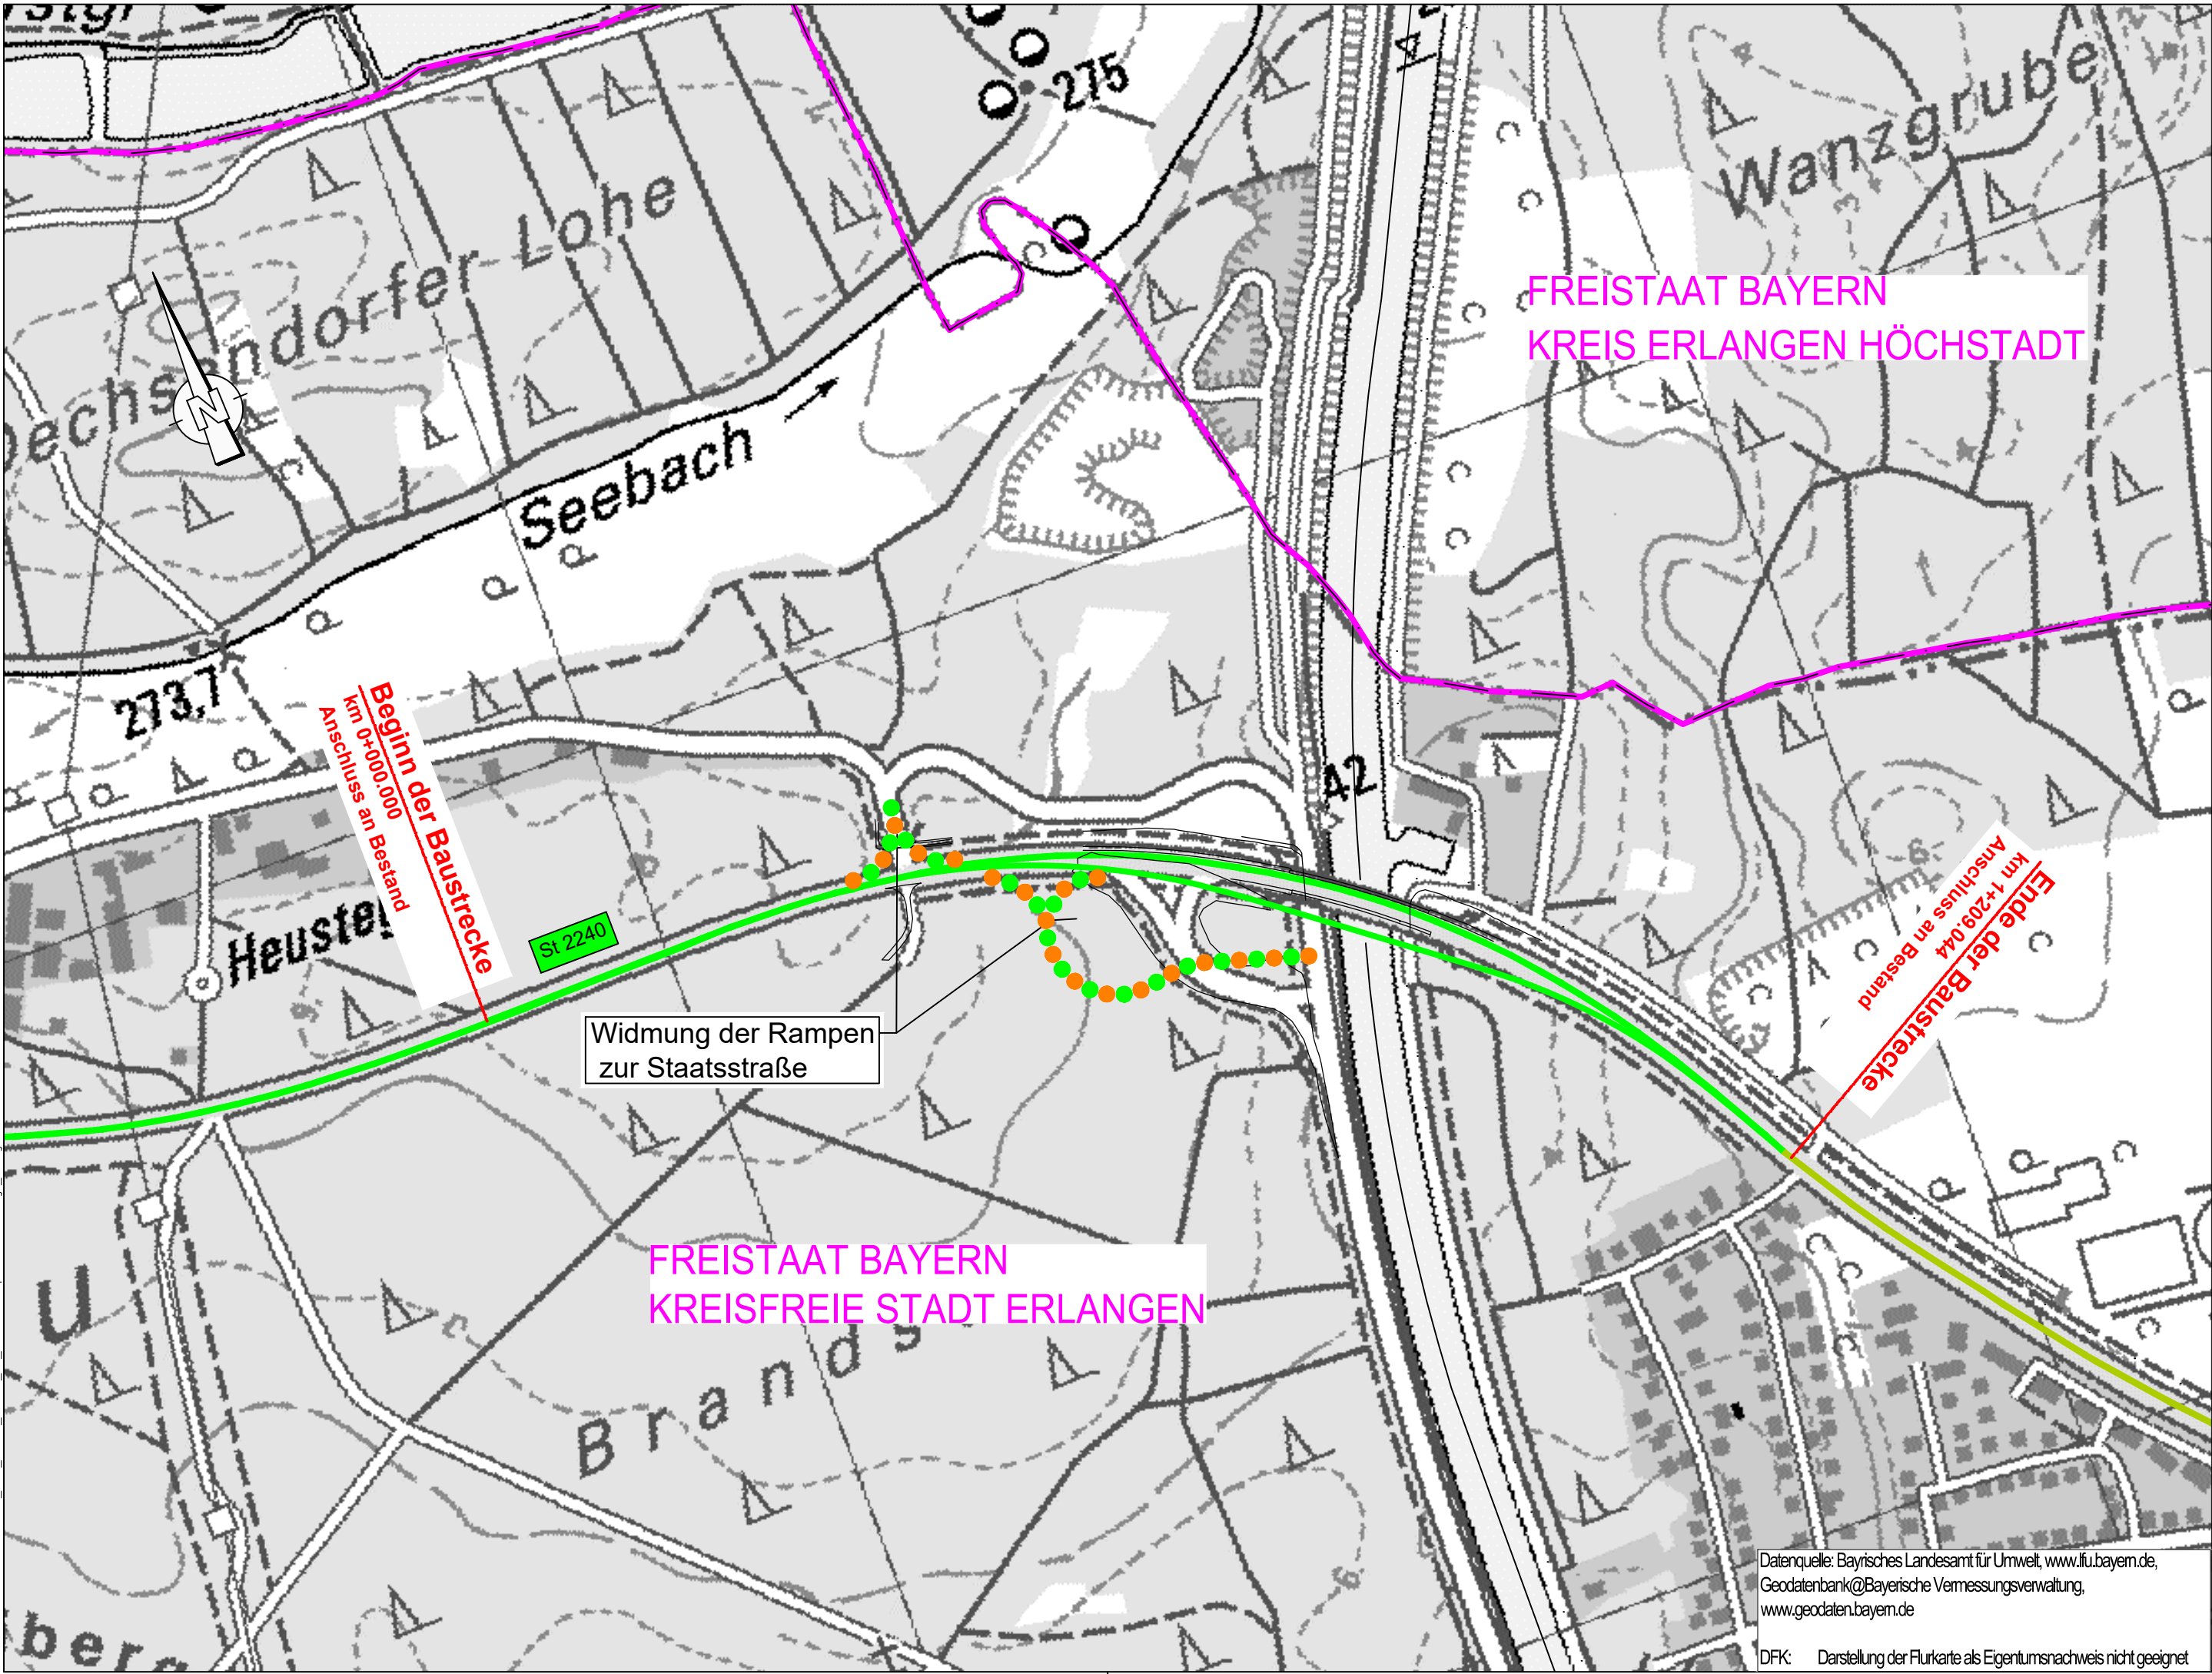 275
Wanzgrube
Lohe
FREISTAAT BAYERN
KREIS ERLANGEN HÖCHSTADT
N
Seebach
273,7
Beginn der Baustrecke
km 0+000.000
Anschluss an Bestand
42
Ende der Baustrecke
km 1+209.044
Anschluss an Bestand
St 2240
Widmung der Rampen
zur Staatsstraße
FREISTAAT BAYERN
KREISFREIE STADT ERLANGEN
u
Datenquelle: Bayrisches Landesamt für Umwelt, www.lfu.bayern.de,
Geodatenbank@Bayerische Vermessungsverwaltung,
www.geodaten.bayern.de
DFK: Darstellung der Flurkarte als Eigentumsnachweis nicht geeignet